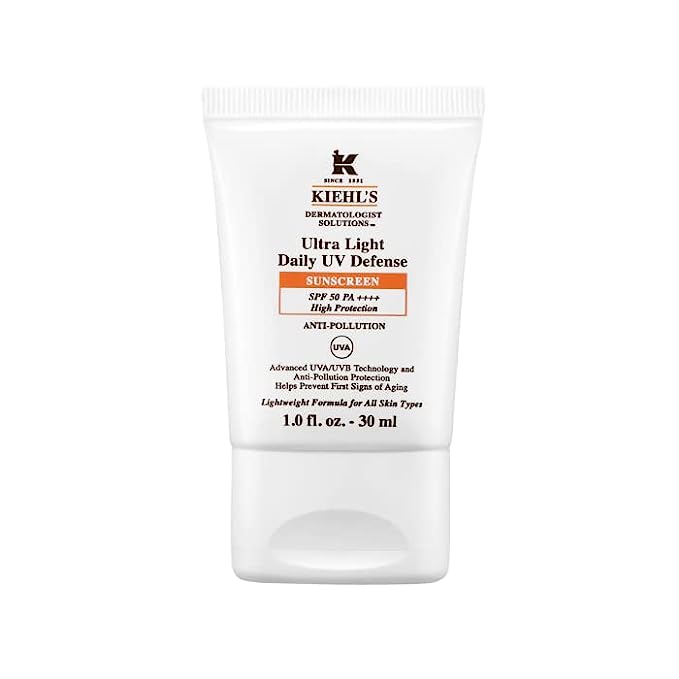 K
SINCE 1851
KIEHL'S
DERMATOLOGIST
SOLUTIONS™
Ultra Light
Daily UV Defense
SUNSCREEN
SPF 50 PA ++++
High Protection
ANTI-POLLUTION
UVA
Advanced UVA/UVB Technology and
Anti-Pollution Protection
Helps Prevent First Signs of Aging
Lightweight Formula for All Skin Types
1.0 fl. oz. - 30 ml